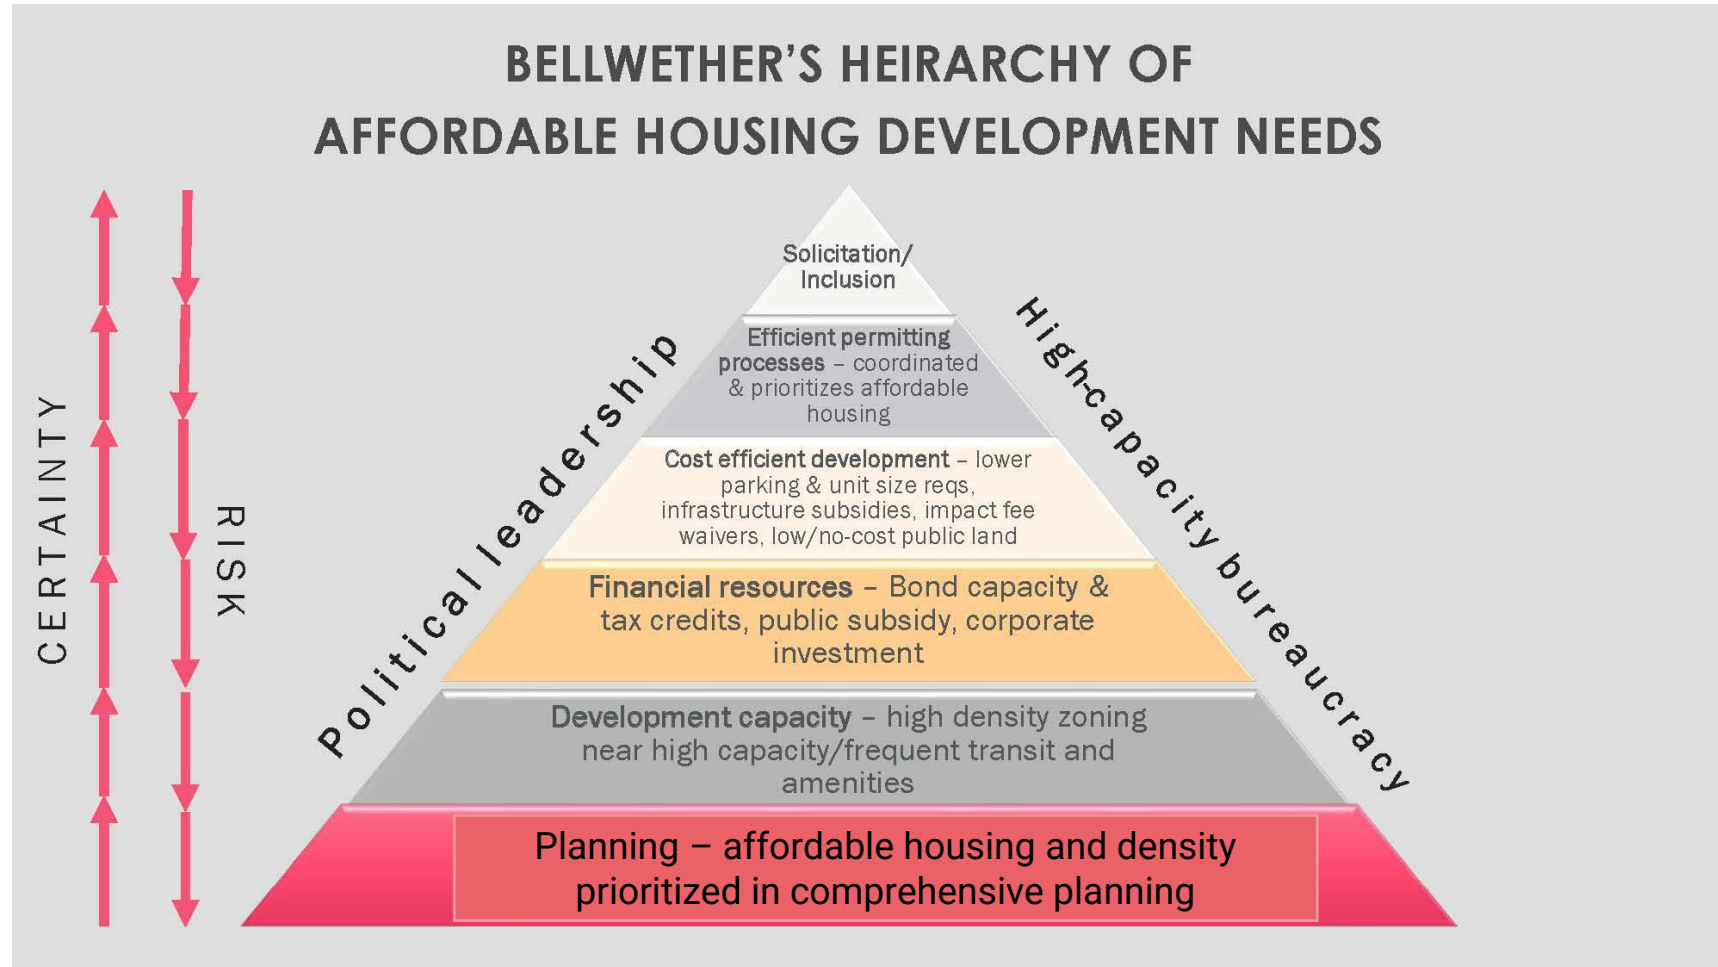 BELLWETHER'S HEIRARCHY OF
AFFORDABLE HOUSING DEVELOPMENT NEEDS
CERTAINTY
RISK
Political leadership
High-capacity bureaucracy
Solicitation/
Inclusion
Efficient permitting
processes – coordinated
& prioritizes affordable
housing
Cost efficient development – lower
parking & unit size reqs,
infrastructure subsidies, impact fee
waivers, low/no-cost public land
Financial resources – Bond capacity &
tax credits, public subsidy, corporate
investment
Development capacity – high density zoning
near high capacity/frequent transit and
amenities
Planning – affordable housing and density
prioritized in comprehensive planning